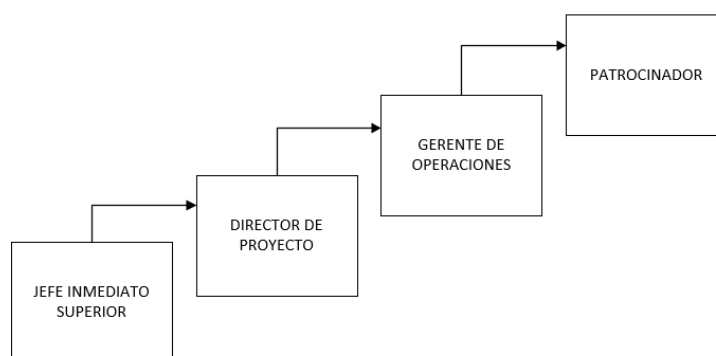 PATROCINADOR
GERENTE DE
OPERACIONES
DIRECTOR DE
PROYECTO
JEFE INMEDIATO
SUPERIOR